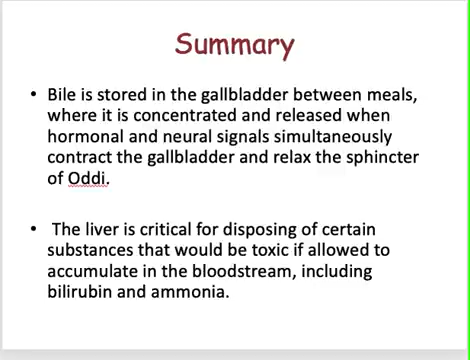 Summary
• Bile is stored in the gallbladder between meals,
where it is concentrated and released when
hormonal and neural signals simultaneously
contract the gallbladder and relax the sphincter
of Oddi.
• The liver is critical for disposing of certain
substances that would be toxic if allowed to
accumulate in the bloodstream, including
bilirubin and ammonia.